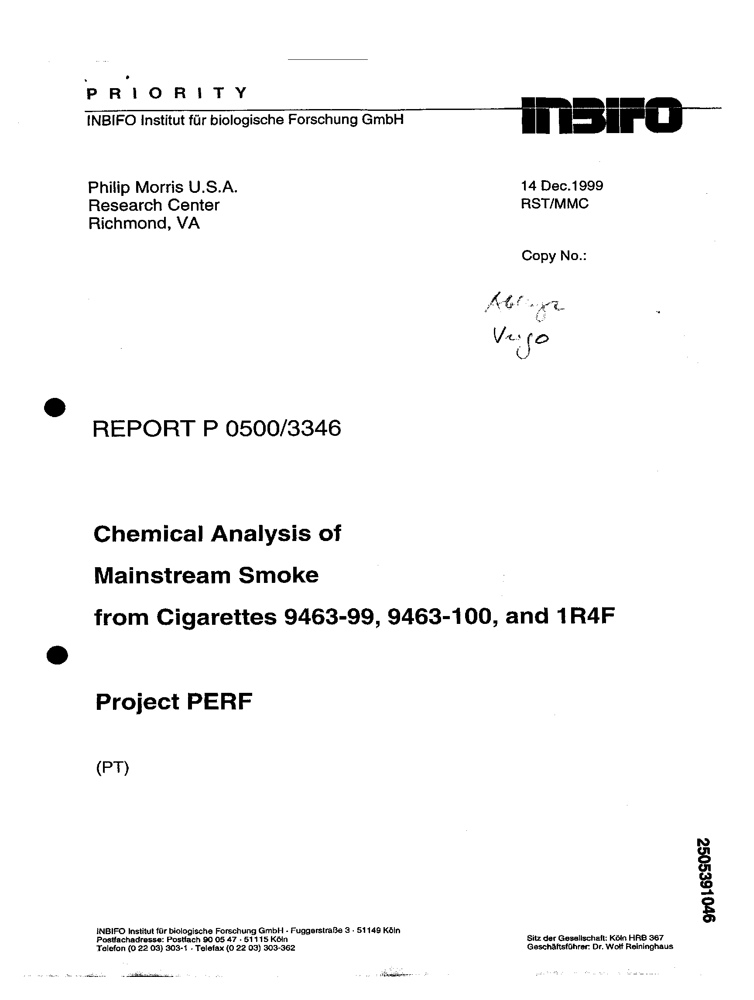 PRIORITY
INBIFO Institut für biologische Forschung GmbH
INBIFO
Philip Morris U.S.A.
Research Center
Richmond, VA
14 Dec.1999
RST/MMC
Copy No.:
REPORT P 0500/3346
Chemical Analysis of
Mainstream Smoke
from Cigarettes 9463-99, 9463-100, and 1R4F
Project PERF
(PT)
2505391046
INBIFO Institut für biologische Forschung GmbH · Fuggerstraße 3 · 51149 Köln
Postfachadresse: Postfach 90 05 47 · 51115 Köln
Telefon (0 22 03) 303-1 · Telefax (0 22 03) 303-362
Sitz der Gesellschaft: Köln HRB 367
Geschäftsführer: Dr. Wolf Reininghaus